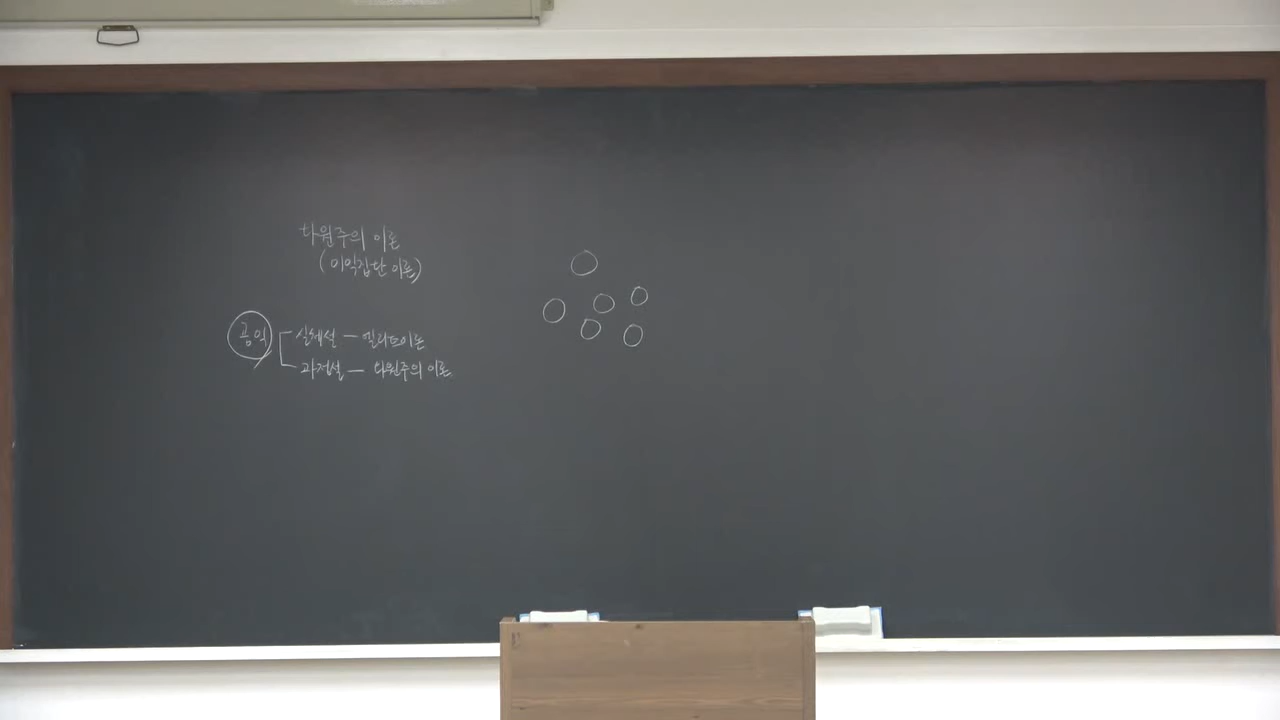 다원주의 이론
(이익집단 이론)
공익
실체설 — 엘리트이론
과정설 — 다원주의 이론